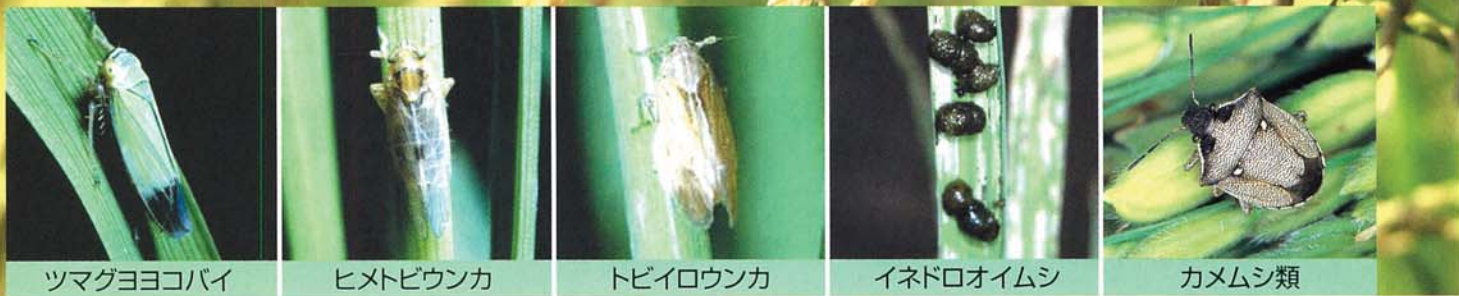 ツマグヨヨコバイ
ヒメトビウンカ
トビイロウンカ
イネドロオイムシ
カメムシ類